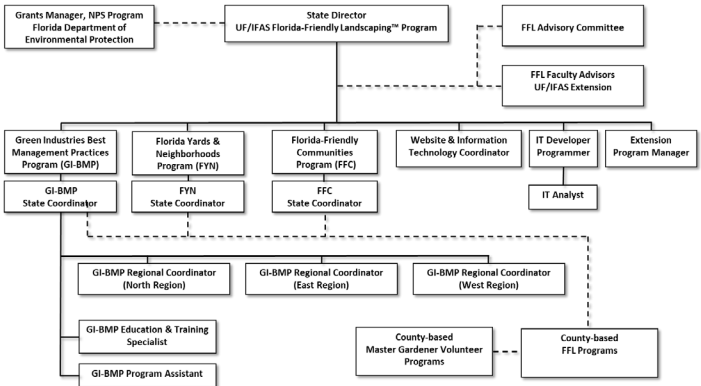 Grants Manager, NPS Program
Florida Department of
Environmental Protection
State Director
UF/IFAS Florida-Friendly Landscaping™ Program
FFL Advisory Committee
FFL Faculty Advisors
UF/IFAS Extension
Green Industries Best
Management Practices
Program (GI-BMP)
Florida Yards &
Neighborhoods
Program (FYN)
Florida-Friendly
Communities
Program (FFC)
Website & Information
Technology Coordinator
IT Developer
Programmer
Extension
Program Manager
GI-BMP
State Coordinator
FYN
State Coordinator
FFC
State Coordinator
IT Analyst
GI-BMP Regional Coordinator
(North Region)
GI-BMP Regional Coordinator
(East Region)
GI-BMP Regional Coordinator
(West Region)
GI-BMP Education & Training
Specialist
County-based
Master Gardener Volunteer
Programs
County-based
FFL Programs
GI-BMP Program Assistant